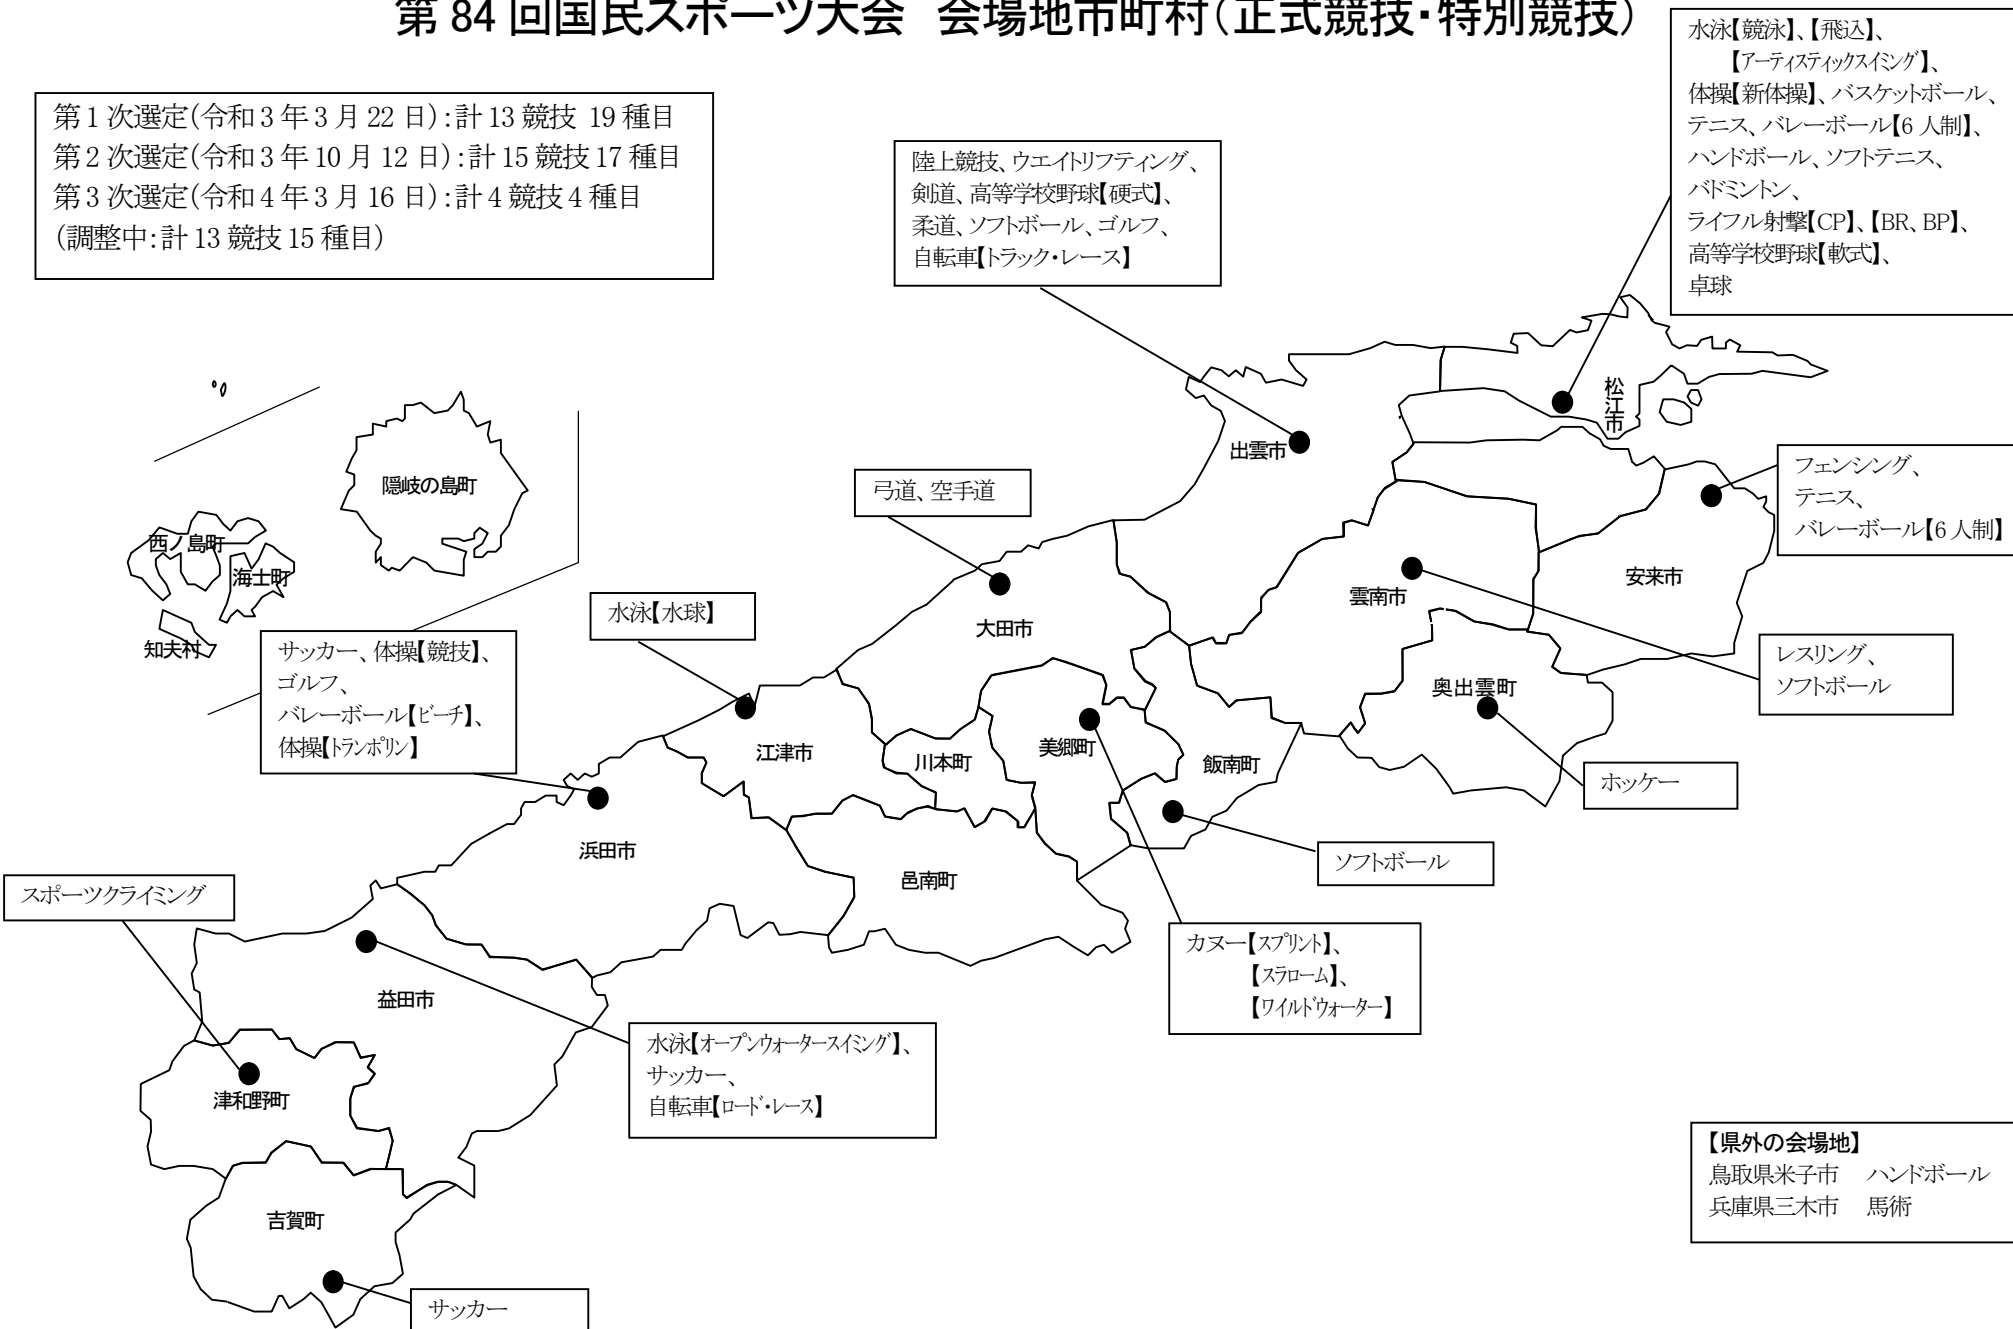 第 84 回国民スポーツ大会　会場地市町村（正式競技・特別競技）
第１次選定（令和３年３月 22 日）：計 13 競技 19 種目
第２次選定（令和３年 10 月 12 日）：計 15 競技 17 種目
第３次選定（令和４年３月 16 日）：計４競技４種目
（調整中：計 13 競技 15 種目）
陸上競技、ウエイトリフティング、
剣道、高等学校野球【硬式】、
柔道、ソフトボール、ゴルフ、
自転車【トラック・レース】
水泳【競泳】、【飛込】、
【アーティスティックスイミング】、
体操【新体操】、バスケットボール、
テニス、バレーボール【6 人制】、
ハンドボール、ソフトテニス、
バドミントン、
ライフル射撃【CP】、【BR、BP】、
高等学校野球【軟式】、
卓球
松江市
出雲市
フェンシング、
テニス、
バレーボール【6 人制】
安来市
弓道、空手道
大田市
雲南市
レスリング、
ソフトボール
隠岐の島町
西ノ島町
海士町
知夫村
水泳【水球】
江津市
サッカー、体操【競技】、
ゴルフ、
バレーボール【ビーチ】、
体操【トランポリン】
浜田市
川本町
美郷町
飯南町
奥出雲町
ホッケー
ソフトボール
邑南町
カヌー【スプリント】、
【スラローム】、
【ワイルドウォーター】
スポーツクライミング
益田市
水泳【オープンウォータースイミング】、
サッカー、
自転車【ロード・レース】
津和野町
吉賀町
サッカー
【県外の会場地】
鳥取県米子市　ハンドボール
兵庫県三木市　馬術